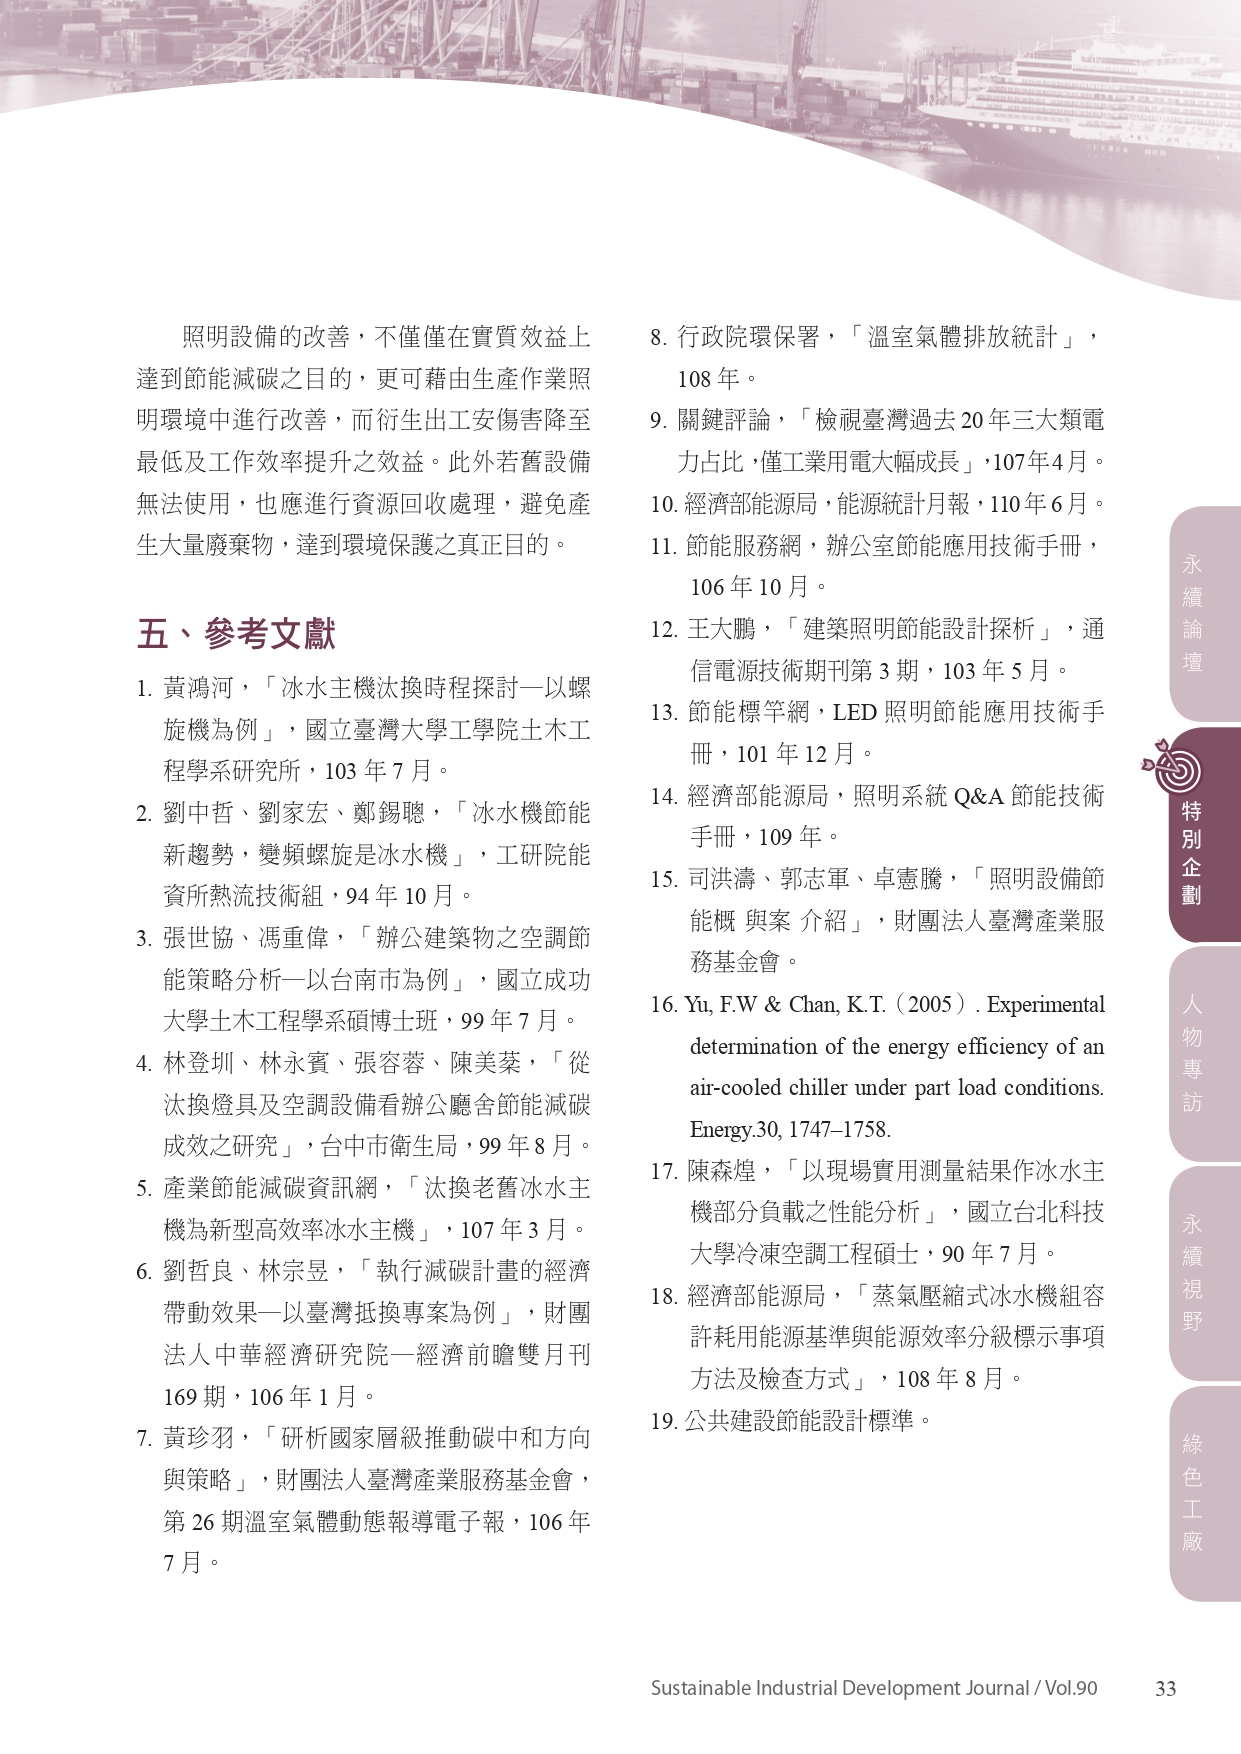 照明設備的改善，不僅僅在實質效益上
達到節能減碳之目的，更可藉由生產作業照
明環境中進行改善，而衍生出工安傷害降至
最低及工作效率提升之效益。此外若舊設備
無法使用，也應進行資源回收處理，避免產
生大量廢棄物，達到環境保護之真正目的。
五、參考文獻
1. 黃鴻河，「冰水主機汰換時程探討—以螺
旋機為例」，國立臺灣大學工學院土木工
程學系研究所，103 年 7 月。
2. 劉中哲、劉家宏、鄭錫聰，「冰水機節能
新趨勢，變頻螺旋是冰水機」，工研院能
資所熱流技術組，94 年 10 月。
3. 張世協、馮重偉，「辦公建築物之空調節
能策略分析—以台南市為例」，國立成功
大學土木工程學系碩博士班，99 年 7 月。
4. 林登圳、林永賓、張容蓉、陳美棻，「從
汰換燈具及空調設備看辦公廳舍節能減碳
成效之研究」，台中市衛生局，99 年 8 月。
5. 產業節能減碳資訊網，「汰換老舊冰水主
機為新型高效率冰水主機」，107 年 3 月。
6. 劉哲良、林宗昱，「執行減碳計畫的經濟
帶動效果—以臺灣抵換專案為例」，財團
法人中華經濟研究院—經濟前瞻雙月刊
169 期，106 年 1 月。
7. 黃珍羽，「研析國家層級推動碳中和方向
與策略」，財團法人臺灣產業服務基金會，
第 26 期溫室氣體動態報導電子報，106 年
7 月。
8. 行政院環保署，「溫室氣體排放統計」，
108 年。
9. 關鍵評論，「檢視臺灣過去 20 年三大類電
力占比，僅工業用電大幅成長」，107年4月。
10. 經濟部能源局，能源統計月報，110 年 6 月。
11. 節能服務網，辦公室節能應用技術手冊，
106 年 10 月。
12. 王大鵬，「建築照明節能設計探析」，通
信電源技術期刊第 3 期，103 年 5 月。
13. 節能標竿網，LED 照明節能應用技術手
冊，101 年 12 月。
14. 經濟部能源局，照明系統 Q&A 節能技術
手冊，109 年。
15. 司洪濤、郭志軍、卓憲騰，「照明設備節
能概 與案 介紹」，財團法人臺灣產業服
務基金會。
16. Yu, F.W & Chan, K.T.（2005）. Experimental
determination of the energy efficiency of an
air-cooled chiller under part load conditions.
Energy.30, 1747–1758.
17. 陳森煌，「以現場實用測量結果作冰水主
機部分負載之性能分析」，國立台北科技
大學冷凍空調工程碩士，90 年 7 月。
18. 經濟部能源局，「蒸氣壓縮式冰水機組容
許耗用能源基準與能源效率分級標示事項
方法及檢查方式」，108 年 8 月。
19. 公共建設節能設計標準。
永續論壇
特別企劃
人物專訪
永續視野
綠色工廠
Sustainable Industrial Development Journal / Vol.90 33